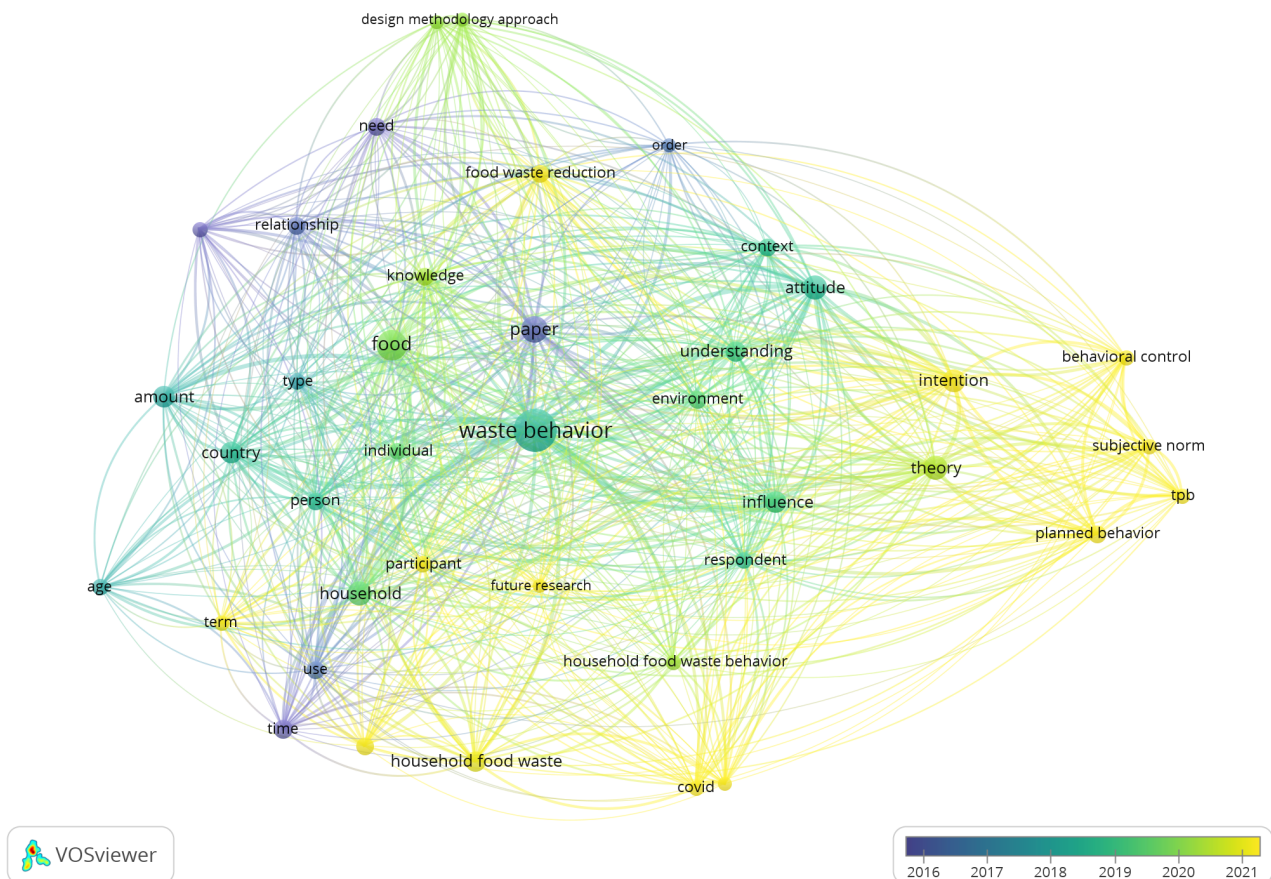 design methodology approach
need
order
food waste reduction
relationship
context
knowledge
attitude
paper
food
understanding
behavioral control
type
intention
amount
environment
waste behavior
subjective norm
individual
country
theory
tpb
person
influence
planned behavior
respondent
participant
future research
age
household
term
household food waste behavior
use
time
household food waste
covid
VOSviewer
2016 2017 2018 2019 2020 2021